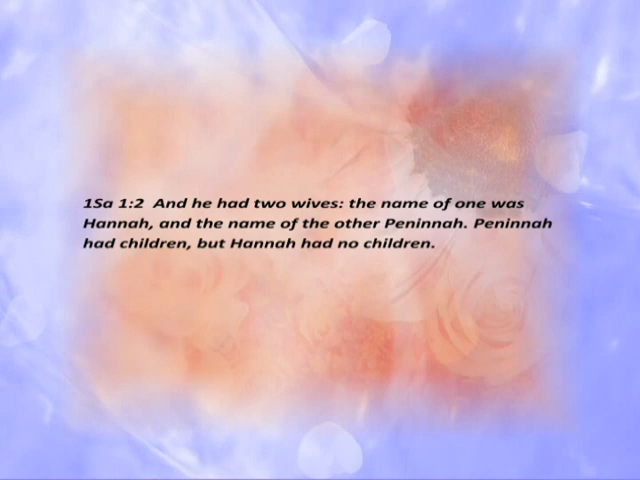 1Sa 1:2  And he had two wives: the name of one was
Hannah, and the name of the other Peninnah. Peninnah
had children, but Hannah had no children.